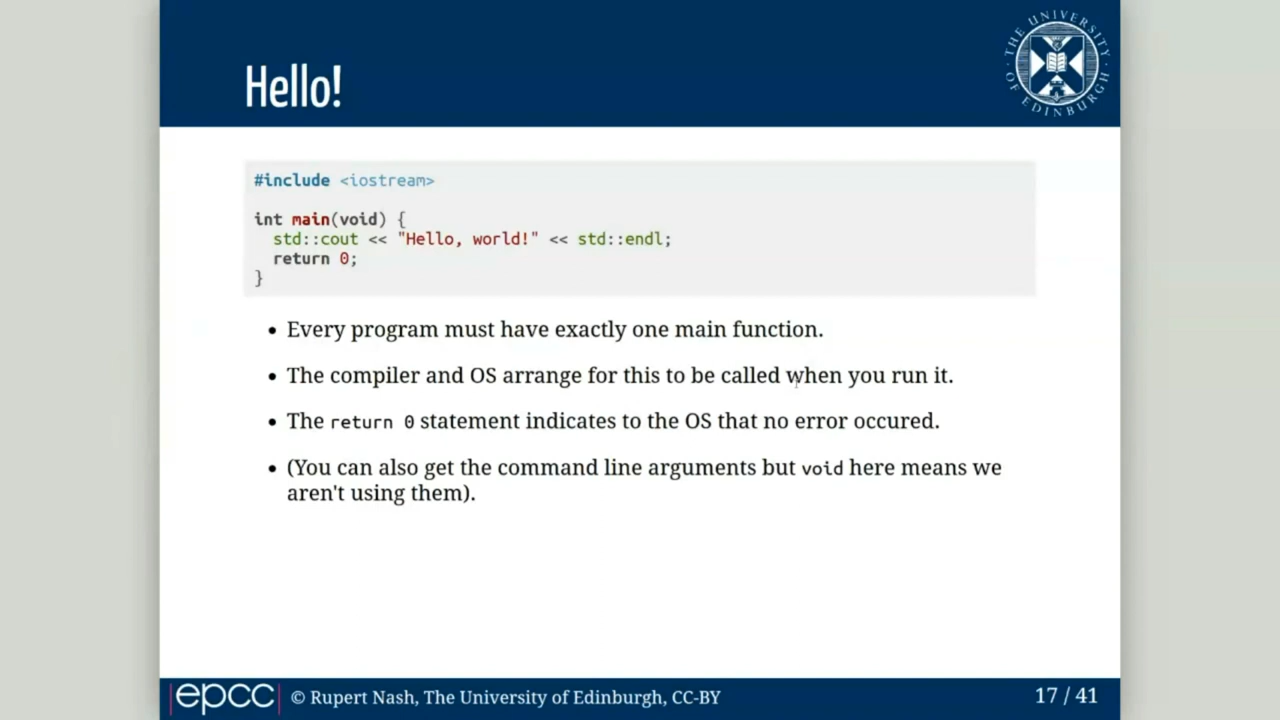 Hello!
THE UNIVERSITY OF EDINBURGH
#include <iostream>
int main(void) {
  std::cout << "Hello, world!" << std::endl;
  return 0;
}
• Every program must have exactly one main function.
• The compiler and OS arrange for this to be called when you run it.
• The return 0 statement indicates to the OS that no error occured.
• (You can also get the command line arguments but void here means we
aren't using them).
|epcc| © Rupert Nash, The University of Edinburgh, CC-BY
17 / 41